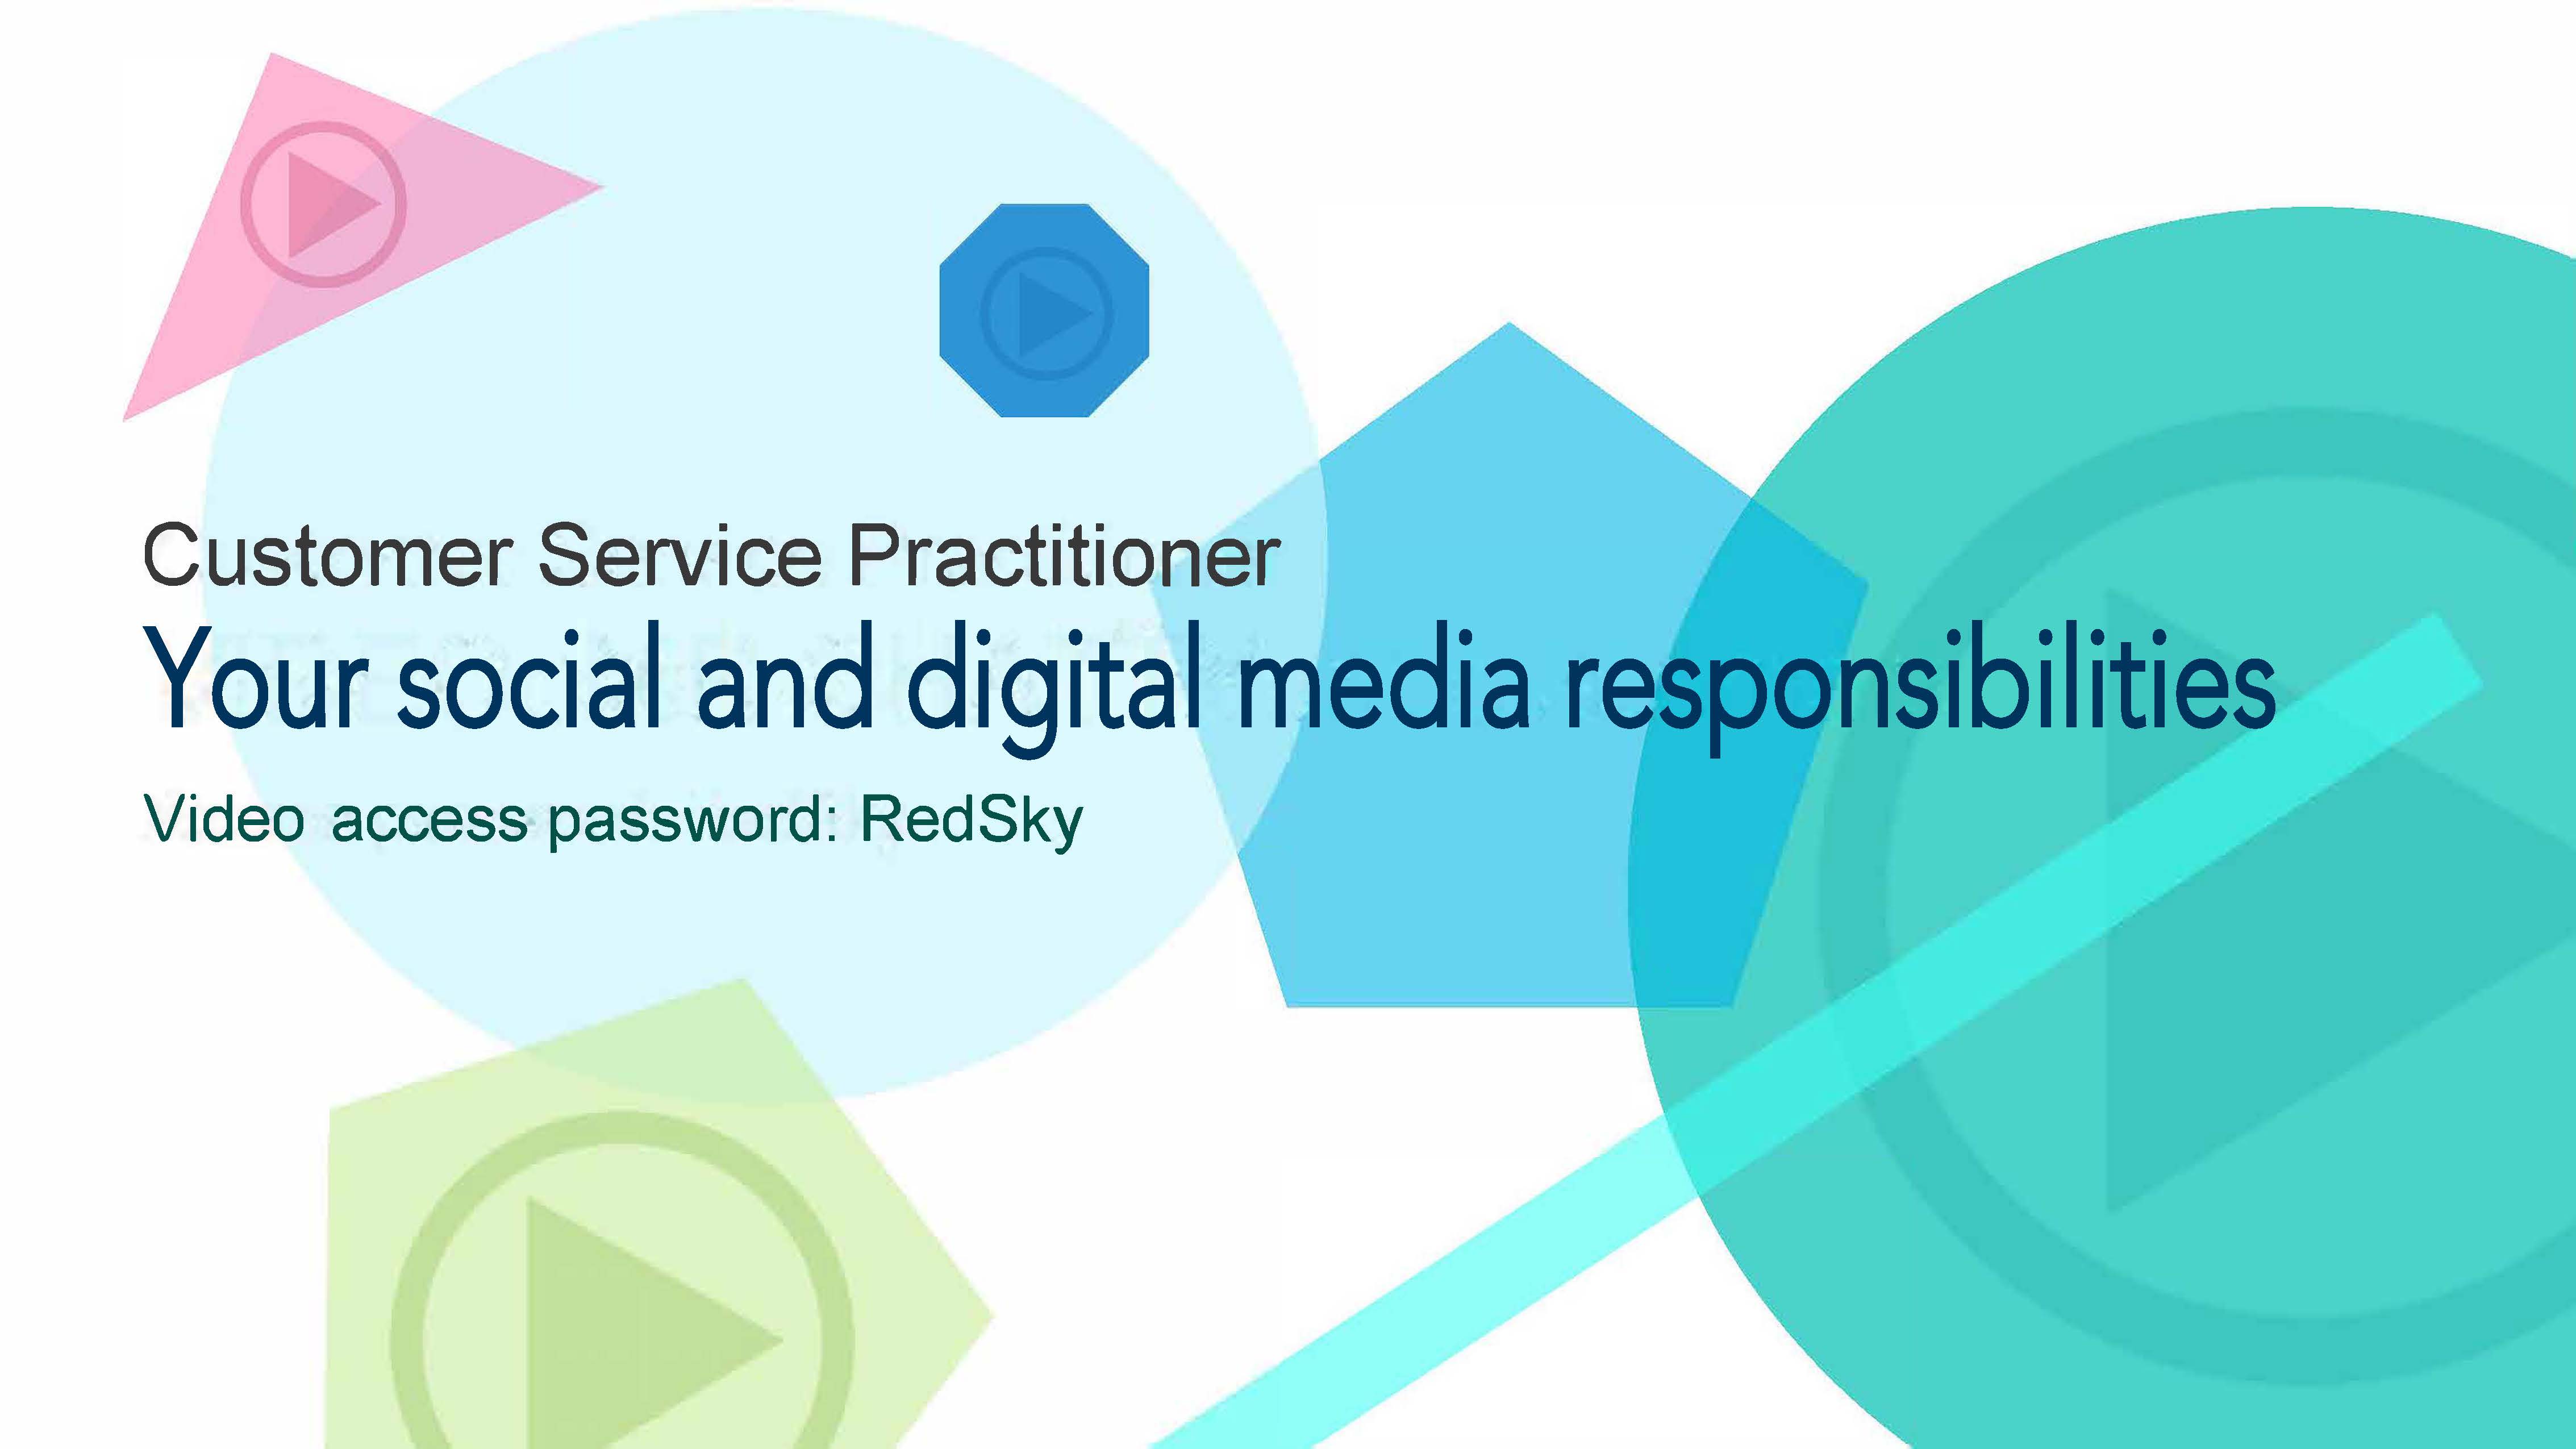 Customer Service Practitioner
Your social and digital media responsibilities
Video access password: RedSky